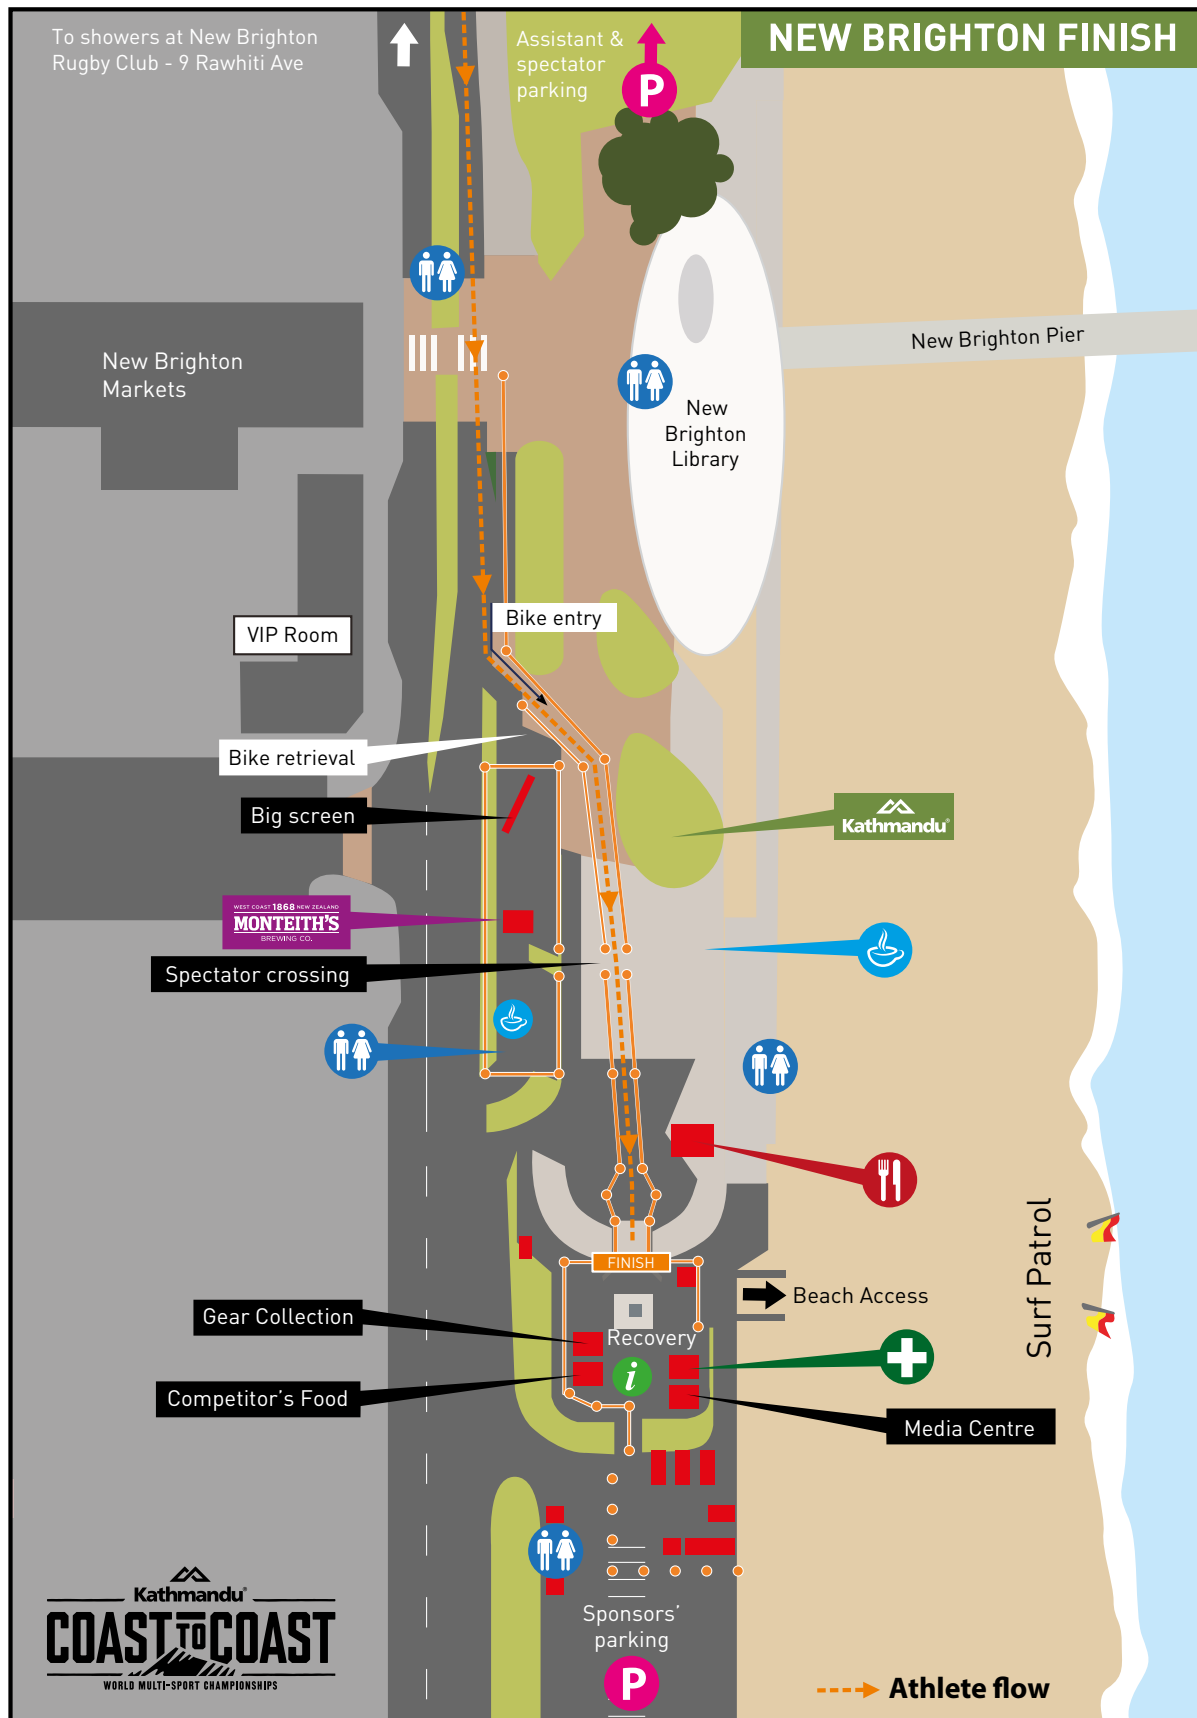 To showers at New Brighton
Rugby Club - 9 Rawhiti Ave
Assistant &
spectator
parking
P
NEW BRIGHTON FINISH
New Brighton
Markets
New Brighton Pier
New
Brighton
Library
Bike entry
VIP Room
Bike retrieval
Big screen
Kathmandu®
WEST COAST 1868 NEW ZEALAND
MONTEITH'S
BREWING CO.
Spectator crossing
FINISH
Beach Access
Surf Patrol
Gear Collection
Recovery
i
Competitor's Food
Media Centre
Sponsors'
parking
P
Kathmandu®
COAST TO COAST
WORLD MULTI-SPORT CHAMPIONSHIPS
Athlete flow